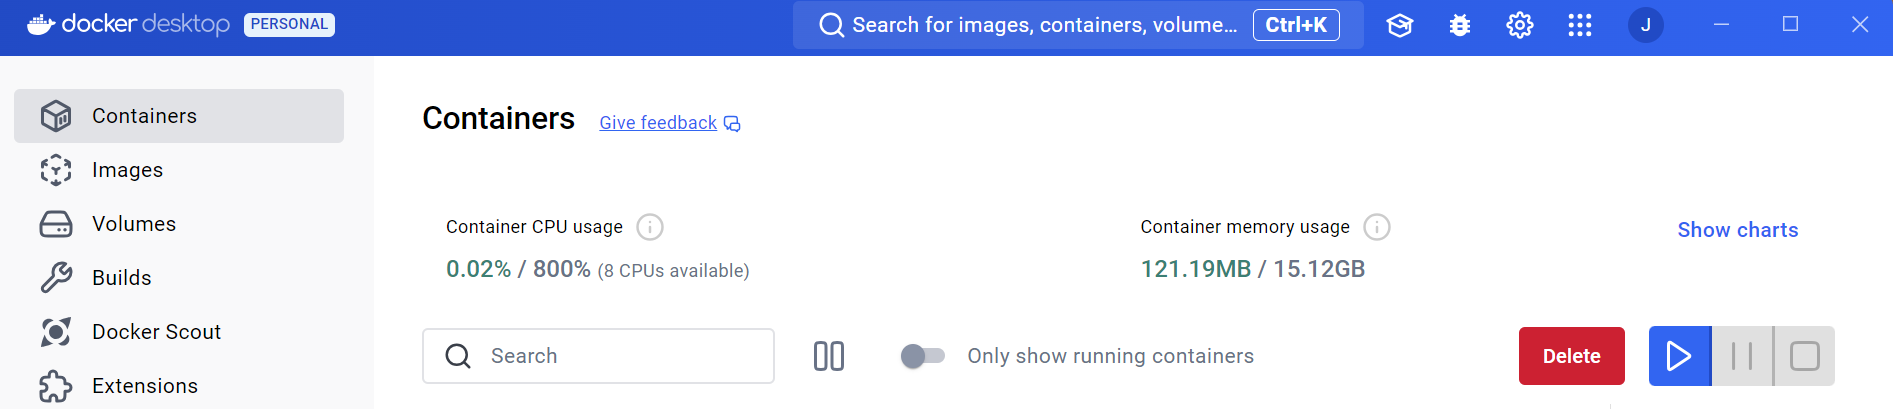 docker desktop PERSONAL
Search for images, containers, volume... Ctrl+K
J
Containers
Images
Volumes
Builds
Docker Scout
Extensions
Containers Give feedback
Container CPU usage
0.02% / 800% (8 CPUs available)
Container memory usage
121.19MB / 15.12GB
Show charts
Search
Only show running containers
Delete